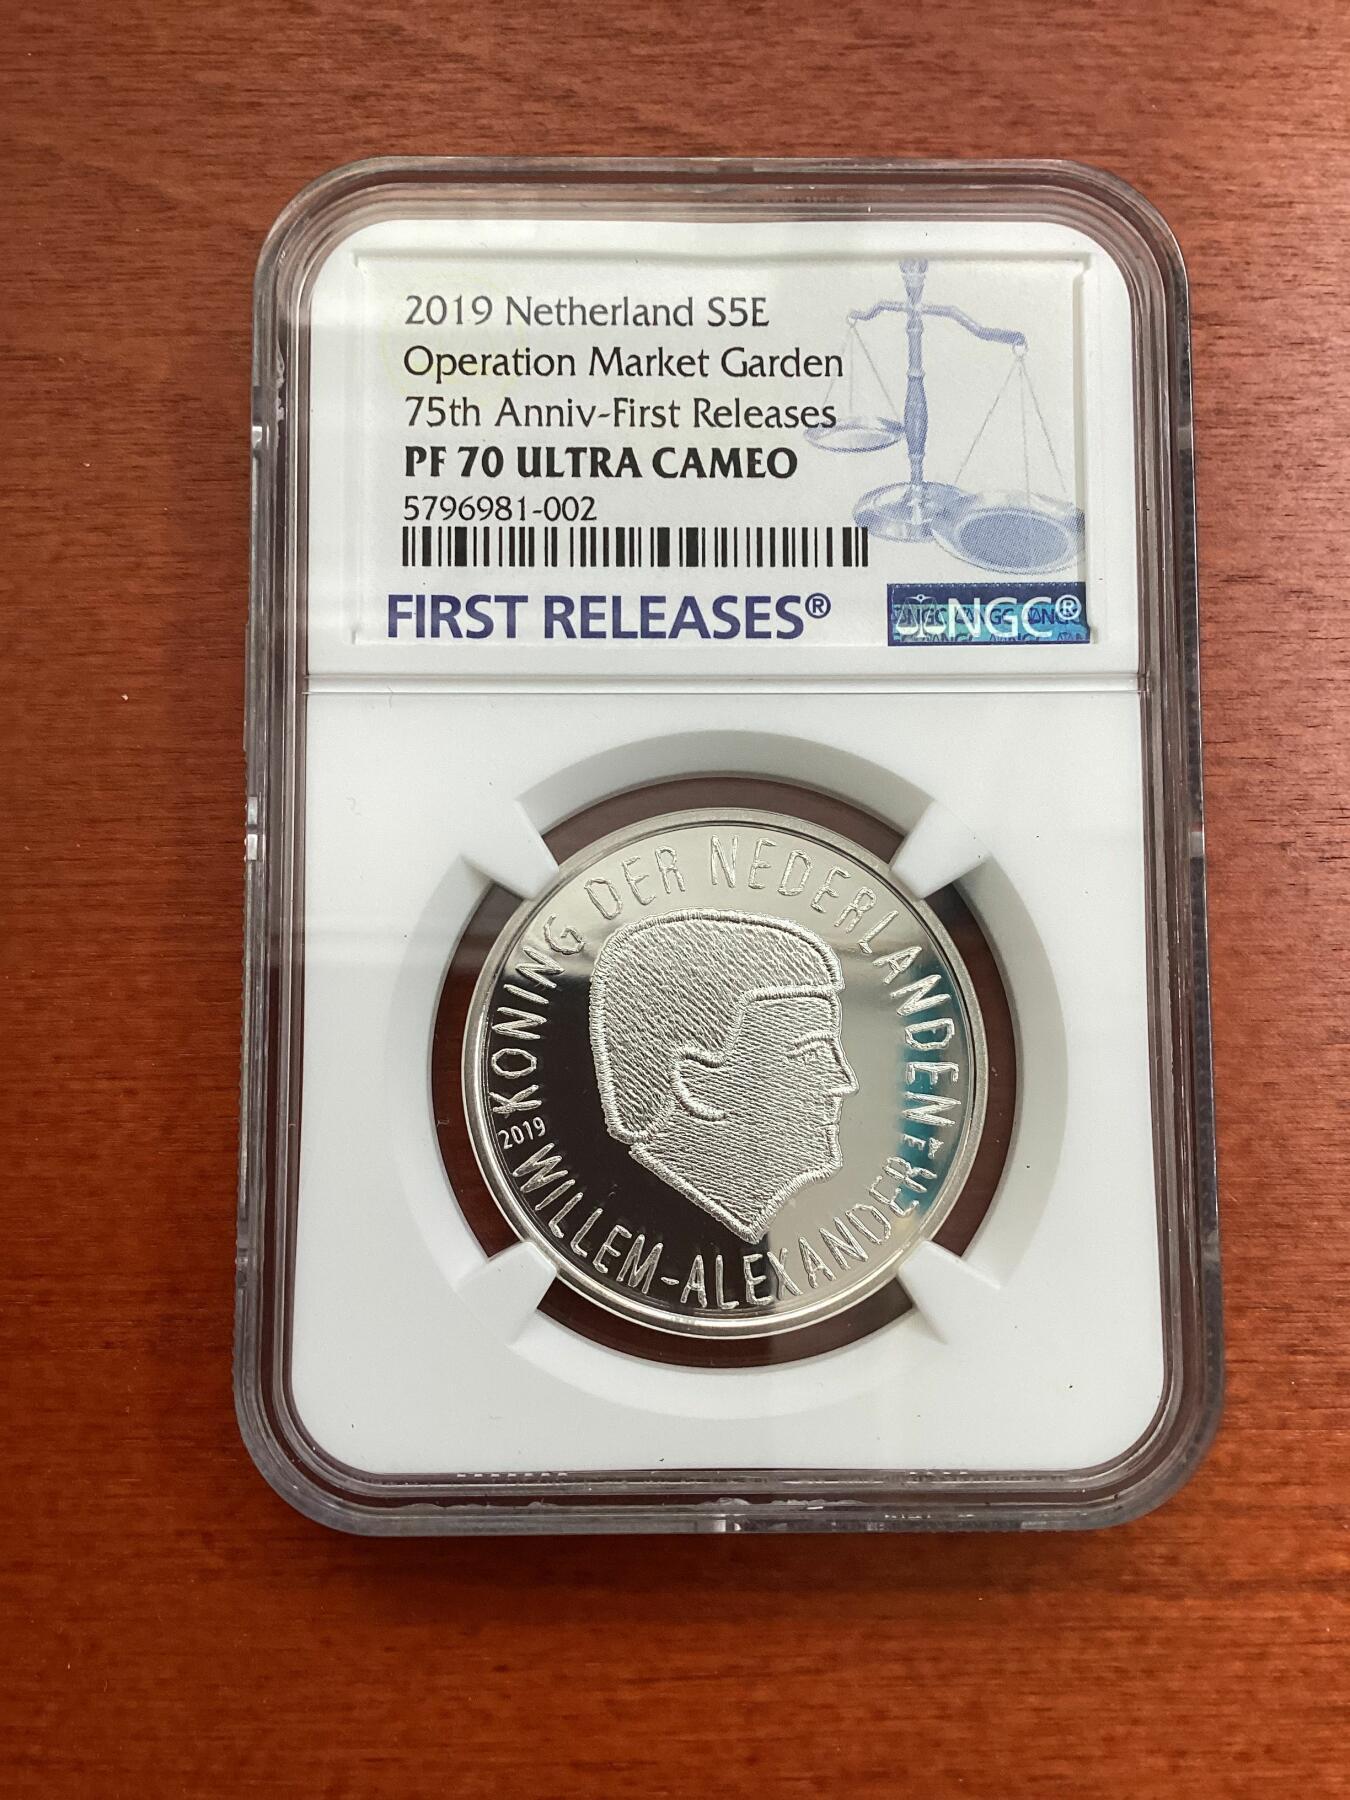 2019 Netherland S5E
Operation Market Garden
75th Anniv-First Releases
PF 70 ULTRA CAMEO
5796981-002
FIRST RELEASES®
NGC®
KONING DER NEDERLANDEN
2019
WILLEM-ALEXANDER